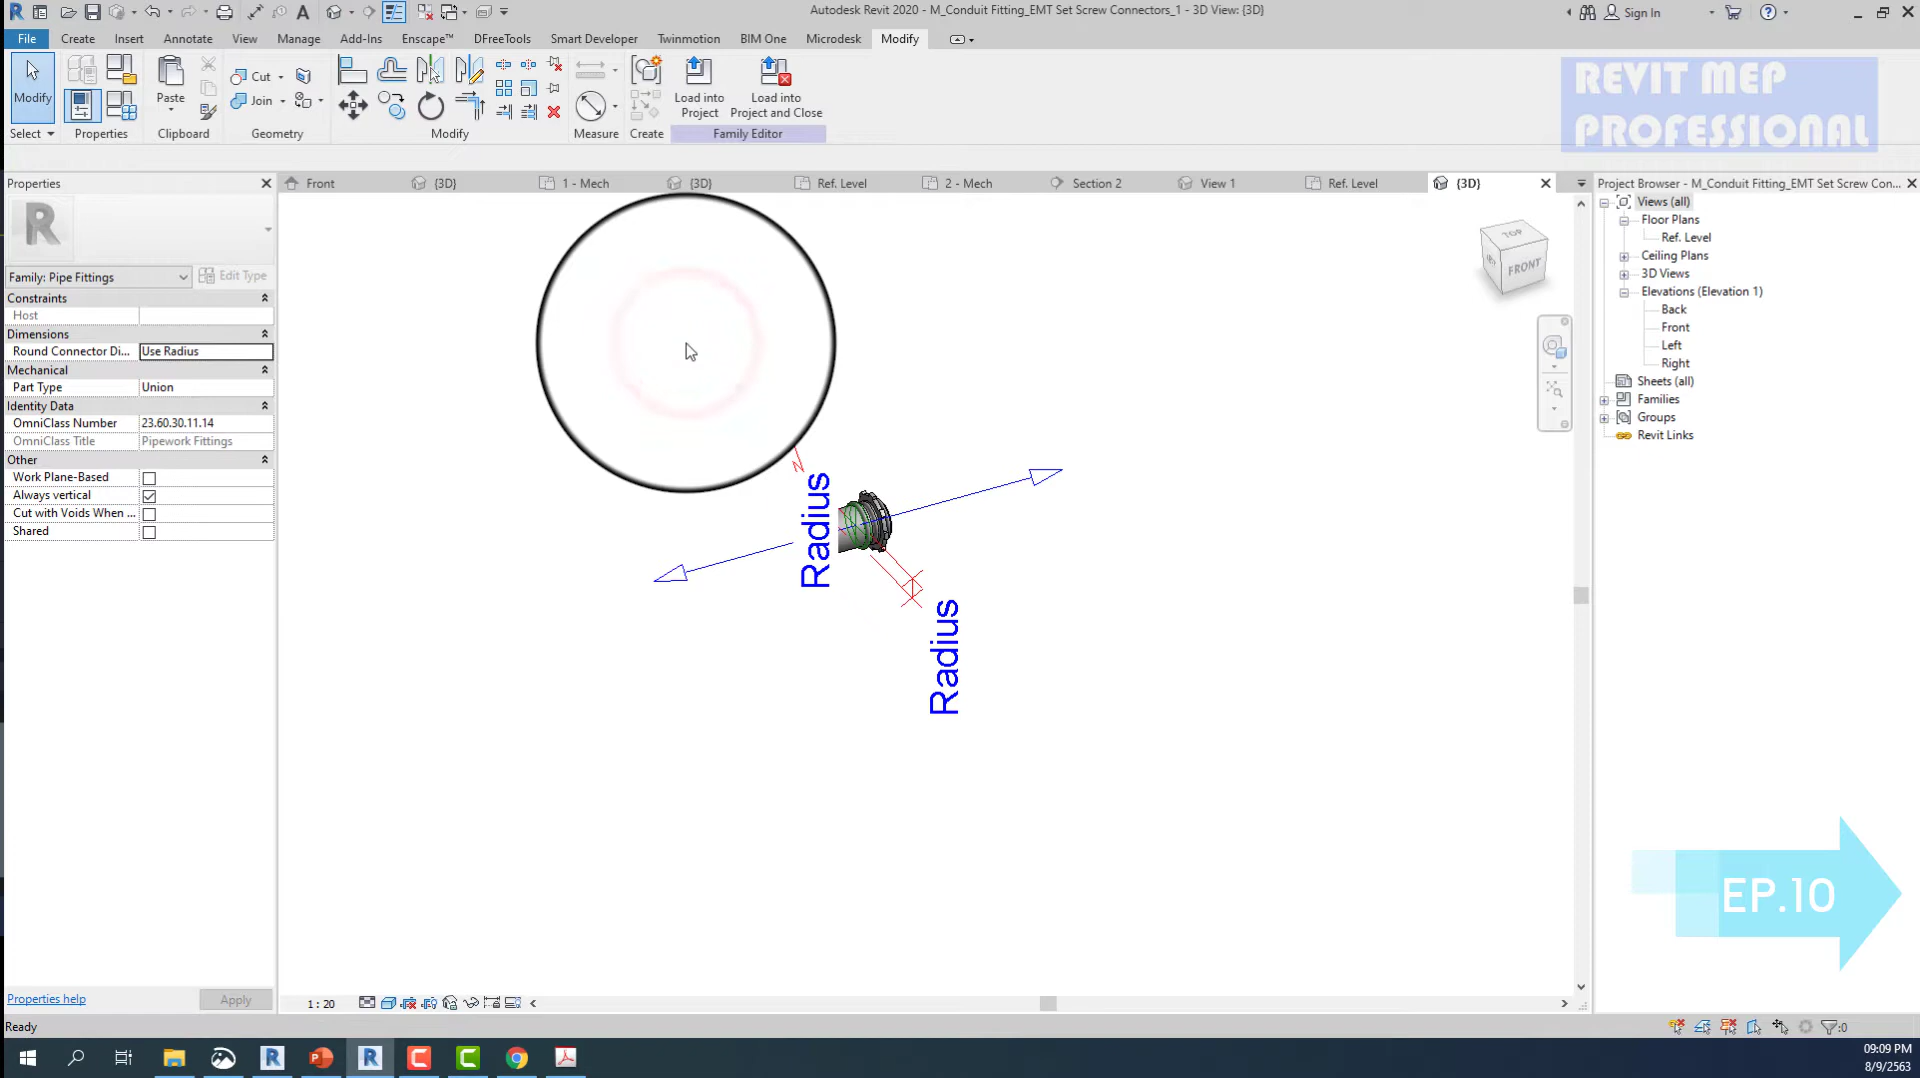 Autodesk Revit 2020 - M_Conduit Fitting_EMT Set Screw Connectors_1 - 3D View: {3D}
Sign In
File Create Insert Annotate View Manage Add-Ins Enscape™ DFreeTools Smart Developer Twinmotion BIM One Microdesk Modify
Modify
Paste
Cut
Join
Load into Project
Load into Project and Close
Select Properties Clipboard Geometry Modify Measure Create Family Editor
REVIT MEP
PROFESSIONAL
Properties
Front {3D} 1 - Mech {3D} Ref. Level 2 - Mech Section 2 View 1 Ref. Level {3D}
Project Browser - M_Conduit Fitting_EMT Set Screw Con...
R
Family: Pipe Fittings
Edit Type
Constraints
Host
Dimensions
Round Connector Di... Use Radius
Mechanical
Part Type Union
Identity Data
OmniClass Number 23.60.30.11.14
OmniClass Title Pipework Fittings
Other
Work Plane-Based
Always vertical
Cut with Voids When ...
Shared
Properties help
Apply
Radius
Radius
TOP
FRONT
Views (all)
Floor Plans
Ref. Level
Ceiling Plans
3D Views
Elevations (Elevation 1)
Back
Front
Left
Right
Sheets (all)
Families
Groups
Revit Links
EP.10
1 : 20
Ready
:0
09:09 PM
8/9/2563